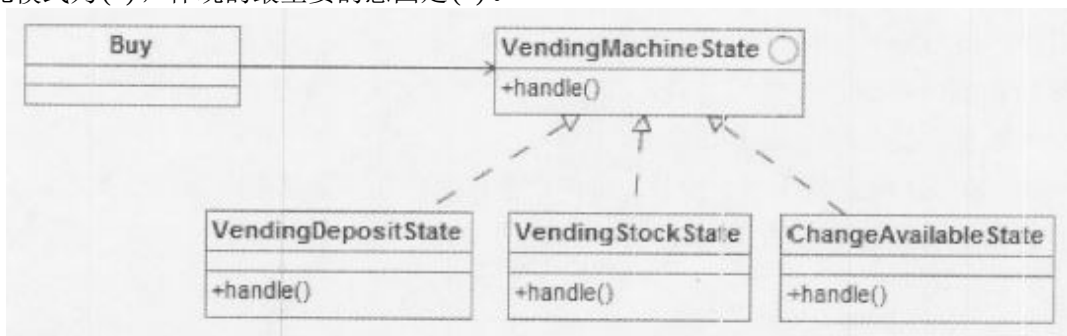 Buy
VendingMachineState
+handle()
VendingDepositState
+handle()
VendingStockState
+handle()
ChangeAvailableState
+handle()